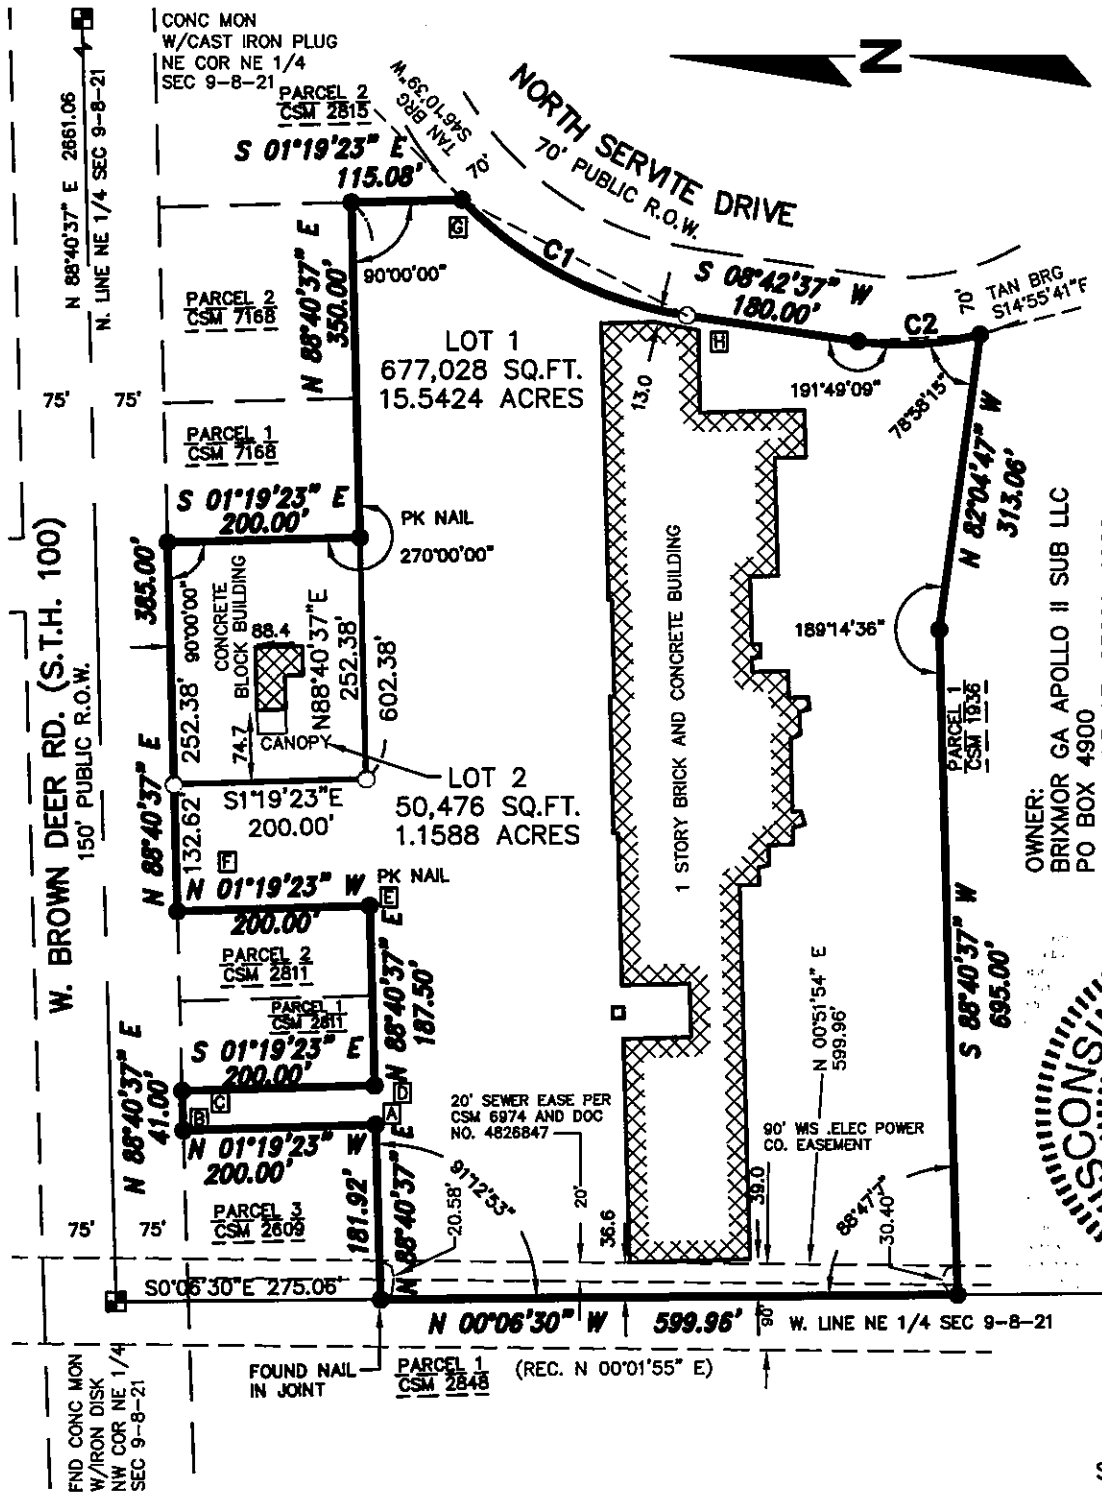 CONC MON
W/CAST IRON PLUG
NE COR NE 1/4
SEC 9-8-21
N 88°40'37" E 2661.06
N. LINE NE 1/4 SEC 9-8-21
PARCEL 2
CSM 2815
TAN BRG
S46°10'39"W
N
70'
NORTH SERVITE DRIVE
70' PUBLIC R.O.W.
S 01°19'23" E
115.08'
G
C1
90°00'00"
N 88°40'37" E
350.00'
S 08°42'37" W
180.00'
70'
TAN BRG
S14°55'41"E
C2
PARCEL 2
CSM 7168
LOT 1
677,028 SQ.FT.
15.5424 ACRES
H
13.0
191°49'09"
78°58'15"
75'
75'
PARCEL 1
CSM 7168
N 82°04'47" W
313.06'
S 01°19'23" E
200.00'
PK NAIL
270°00'00"
W. BROWN DEER RD. (S.T.H. 100)
150' PUBLIC R.O.W.
385.00'
90°00'00"
CONCRETE
BLOCK BUILDING
88.4
N88°40'37"E
252.38'
602.38'
252.38'
74.7
CANOPY
1 STORY BRICK AND CONCRETE BUILDING
189°14'36"
PARCEL 1
CSM 1936
OWNER:
BRIXMOR GA APOLLO II SUB LLC
PO BOX 4900
N 88°40'37" E
S1°19'23"E
200.00'
LOT 2
50,476 SQ.FT.
1.1588 ACRES
132.62'
F
N 01°19'23" W
200.00'
PK NAIL
E
PARCEL 2
CSM 2811
N 88°40'37" E
187.50'
PARCEL 1
CSM 2811
S 01°19'23" E
200.00'
N 88°40'37" E
41.00'
C
D
B
A
N 01°19'23" W
200.00'
N 00°51'54" E
599.96'
S 88°40'37" W
695.00'
20' SEWER EASE PER
CSM 6974 AND DOC
NO. 4826847
90' WIS .ELEC POWER
CO. EASEMENT
WISCONSIN
PARCEL 3
CSM 2609
181.92'
N 88°40'37" E
91°12'53"
20.58'
20'
36.6
39.0
88°47'7"
30.40'
75'
75'
S0°06'30"E 275.06'
N 00°06'30" W 599.96'
90'
W. LINE NE 1/4 SEC 9-8-21
FOUND NAIL
IN JOINT
PARCEL 1
CSM 2848
(REC. N 00°01'55" E)
FND CONC MON
W/IRON DISK
NW COR NE 1/4
SEC 9-8-21